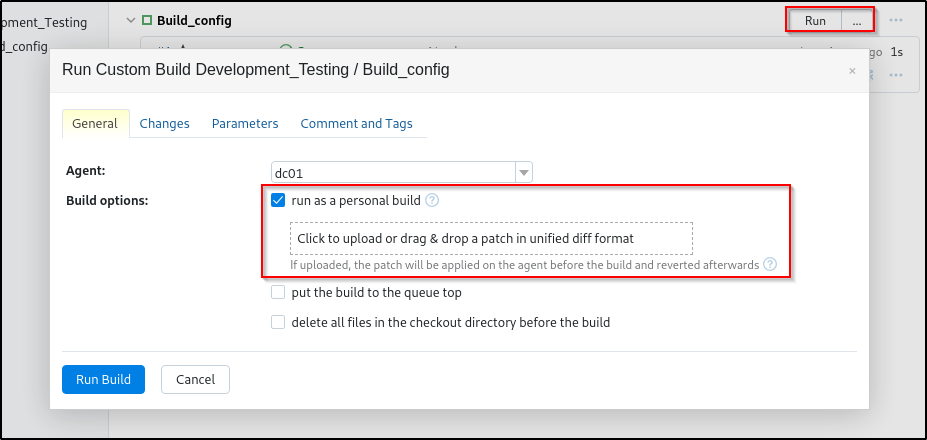 pment_Testing
d_config
Build_config
Run ...
ago 1s
Run Custom Build Development_Testing / Build_config
×
General Changes Parameters Comment and Tags
Agent: dc01
Build options: run as a personal build ?
Click to upload or drag & drop a patch in unified diff format
If uploaded, the patch will be applied on the agent before the build and reverted afterwards ?
put the build to the queue top
delete all files in the checkout directory before the build
Run Build Cancel